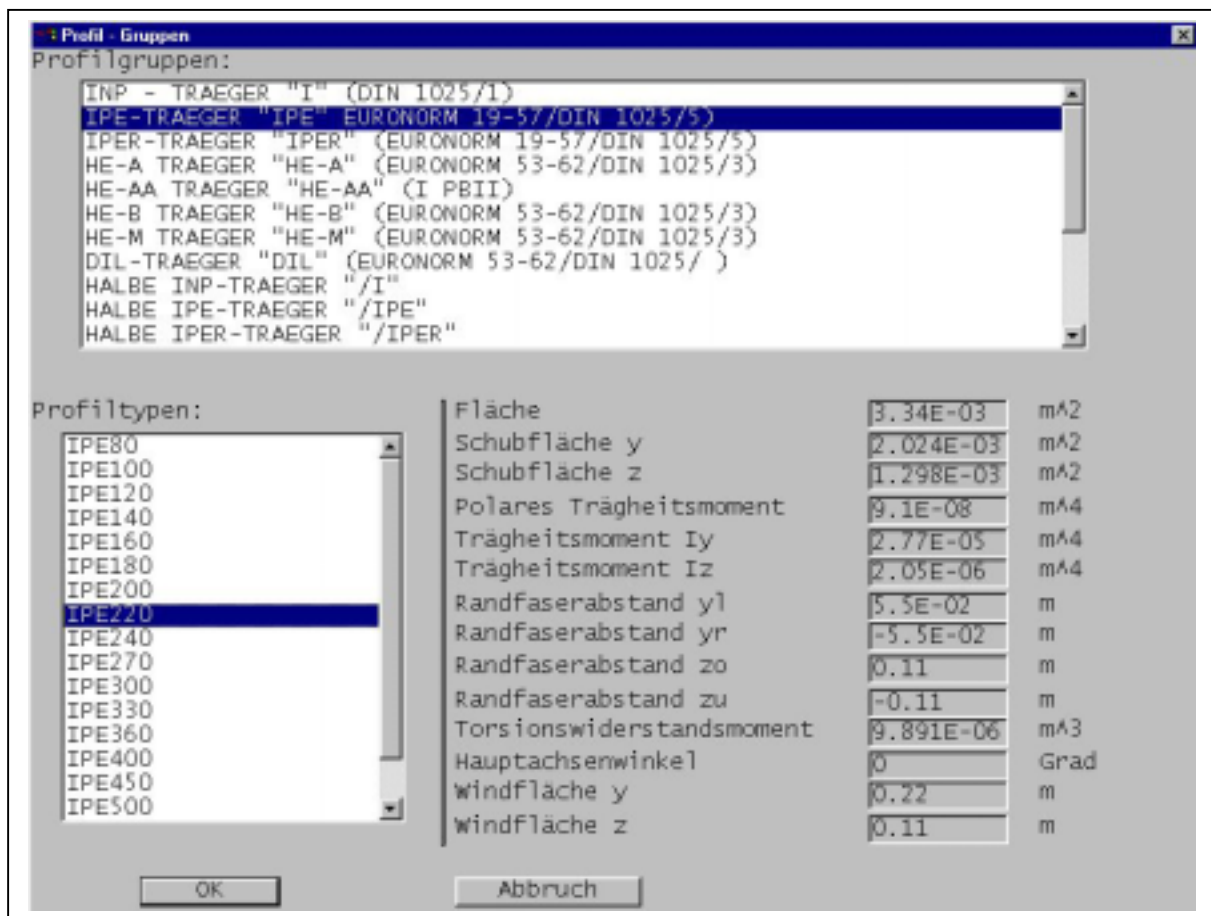 Profil - Gruppen
Profilgruppen:
INP - TRAEGER "I" (DIN 1025/1)
IPE-TRAEGER "IPE" EURONORM 19-57/DIN 1025/5)
IPER-TRAEGER "IPER" (EURONORM 19-57/DIN 1025/5)
HE-A TRAEGER "HE-A" (EURONORM 53-62/DIN 1025/3)
HE-AA TRAEGER "HE-AA" (I PBII)
HE-B TRAEGER "HE-B" (EURONORM 53-62/DIN 1025/3)
HE-M TRAEGER "HE-M" (EURONORM 53-62/DIN 1025/3)
DIL-TRAEGER "DIL" (EURONORM 53-62/DIN 1025/ )
HALBE INP-TRAEGER "/I"
HALBE IPE-TRAEGER "/IPE"
HALBE IPER-TRAEGER "/IPER"
Profiltypen:
IPE80
IPE100
IPE120
IPE140
IPE160
IPE180
IPE200
IPE220
IPE240
IPE270
IPE300
IPE330
IPE360
IPE400
IPE450
IPE500
Fläche 3.34E-03 m^2
Schubfläche y 2.024E-03 m^2
Schubfläche z 1.298E-03 m^2
Polares Trägheitsmoment 9.1E-08 m^4
Trägheitsmoment Iy 2.77E-05 m^4
Trägheitsmoment Iz 2.05E-06 m^4
Randfaserabstand yl 5.5E-02 m
Randfaserabstand yr -5.5E-02 m
Randfaserabstand zo 0.11 m
Randfaserabstand zu -0.11 m
Torsionswiderstandsmoment 9.891E-06 m^3
Hauptachsenwinkel 0 Grad
Windfläche y 0.22 m
Windfläche z 0.11 m
OK Abbruch